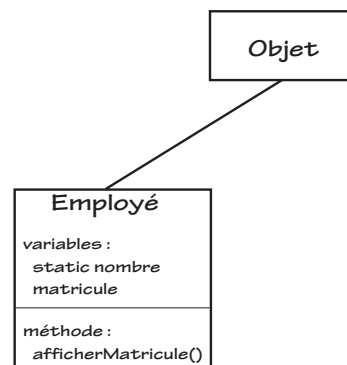 Objet
Employé
variables :
static nombre
matricule
méthode :
afficherMatricule()